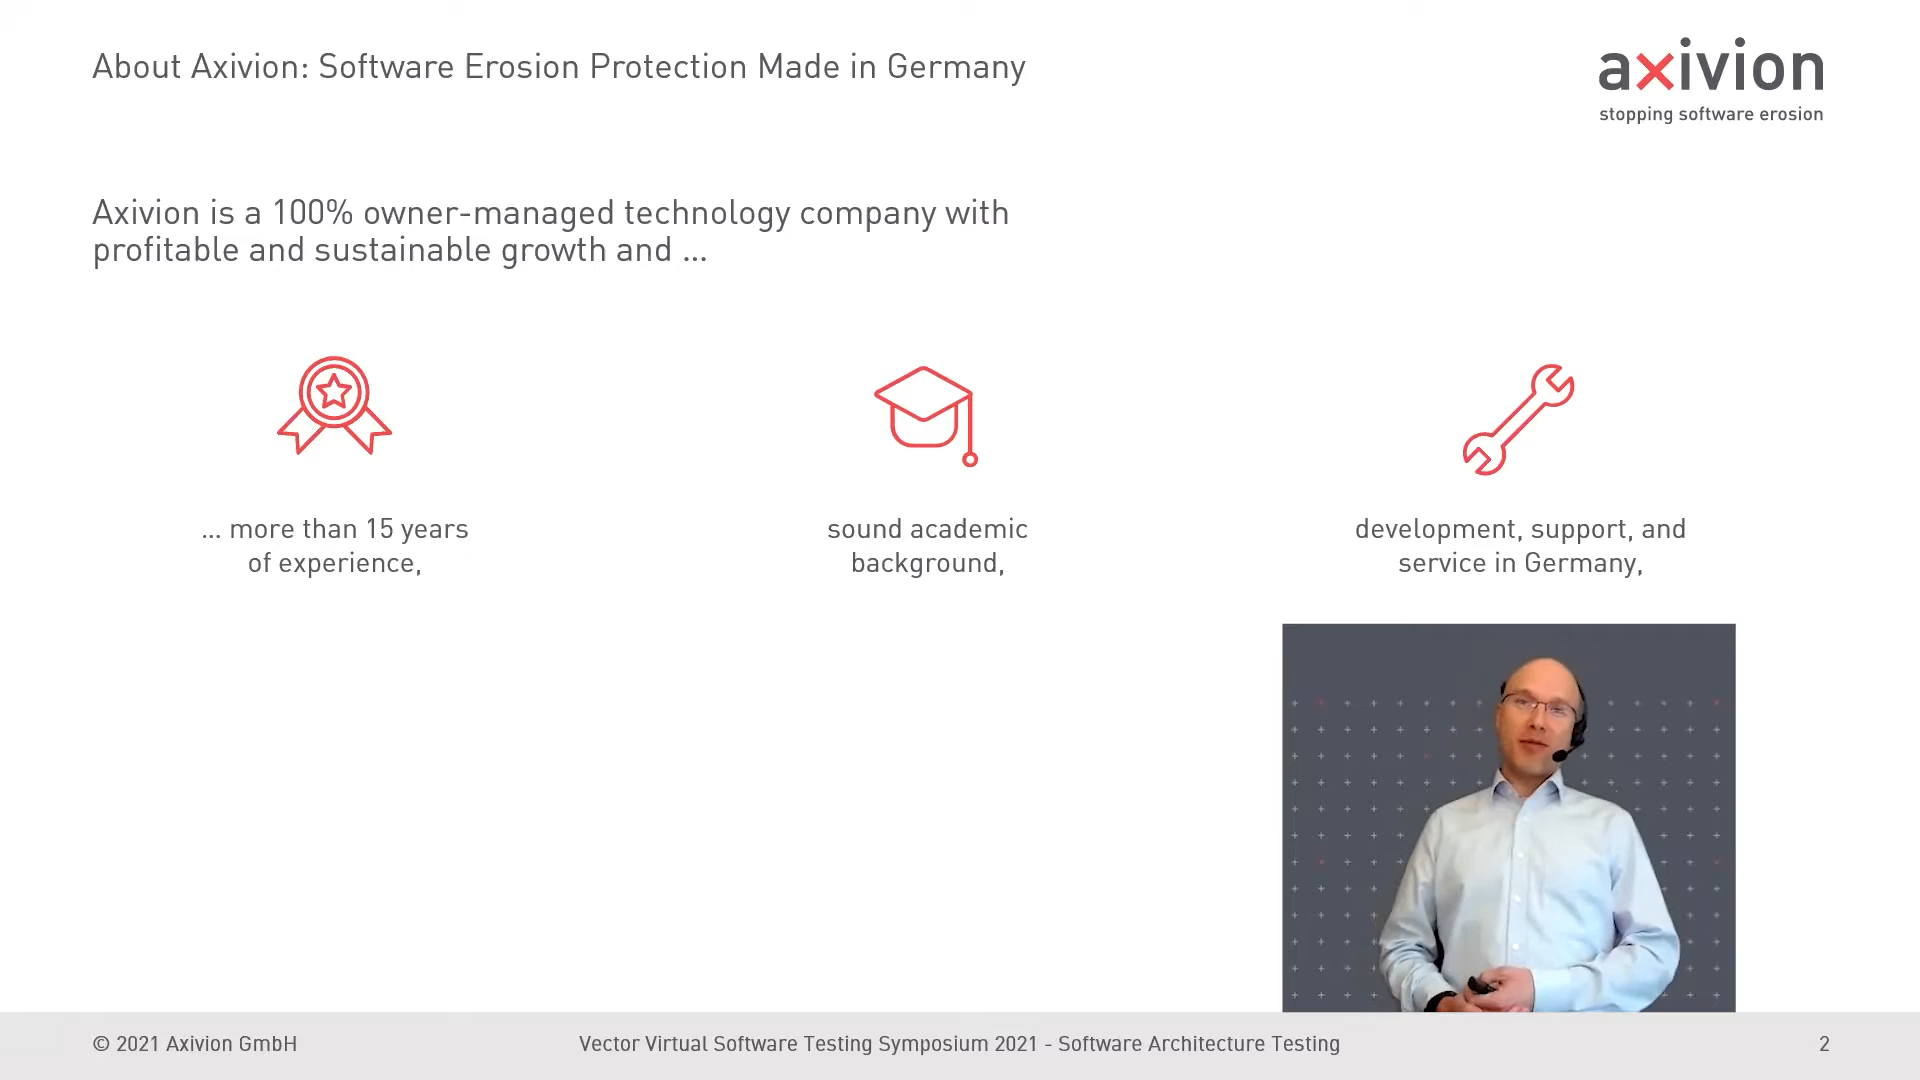 About Axivion: Software Erosion Protection Made in Germany
axivion
stopping software erosion
Axivion is a 100% owner-managed technology company with
profitable and sustainable growth and ...
... more than 15 years
of experience,
sound academic
background,
development, support, and
service in Germany,
© 2021 Axivion GmbH
Vector Virtual Software Testing Symposium 2021 - Software Architecture Testing
2